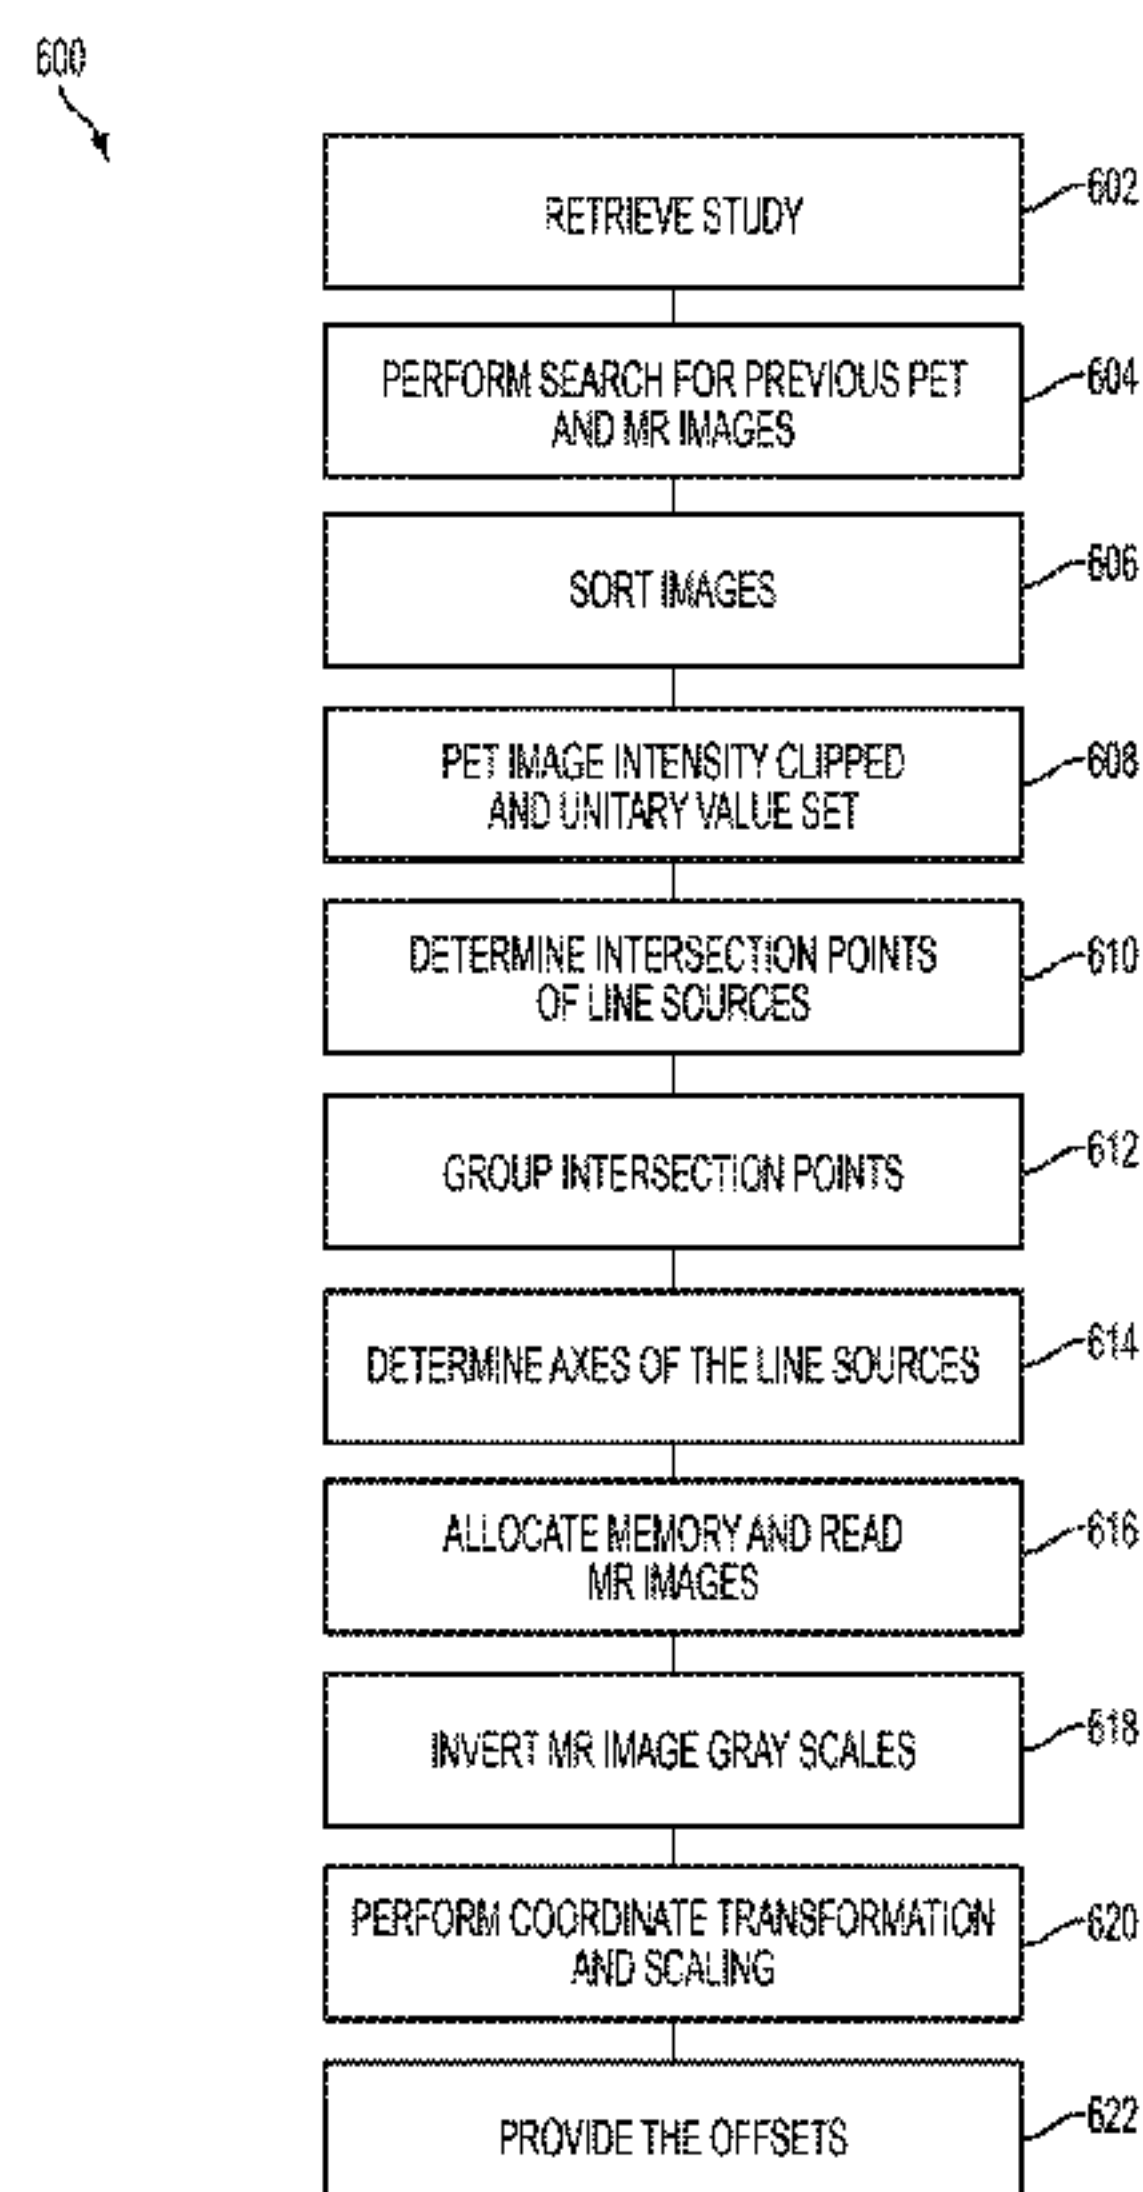 600
RETRIEVE STUDY
602
PERFORM SEARCH FOR PREVIOUS PET
AND MR IMAGES
604
SORT IMAGES
606
PET IMAGE INTENSITY CLIPPED
AND UNITARY VALUE SET
608
DETERMINE INTERSECTION POINTS
OF LINE SOURCES
610
GROUP INTERSECTION POINTS
612
DETERMINE AXES OF THE LINE SOURCES
614
ALLOCATE MEMORY AND READ
MR IMAGES
616
INVERT MR IMAGE GRAY SCALES
618
PERFORM COORDINATE TRANSFORMATION
AND SCALING
620
PROVIDE THE OFFSETS
622